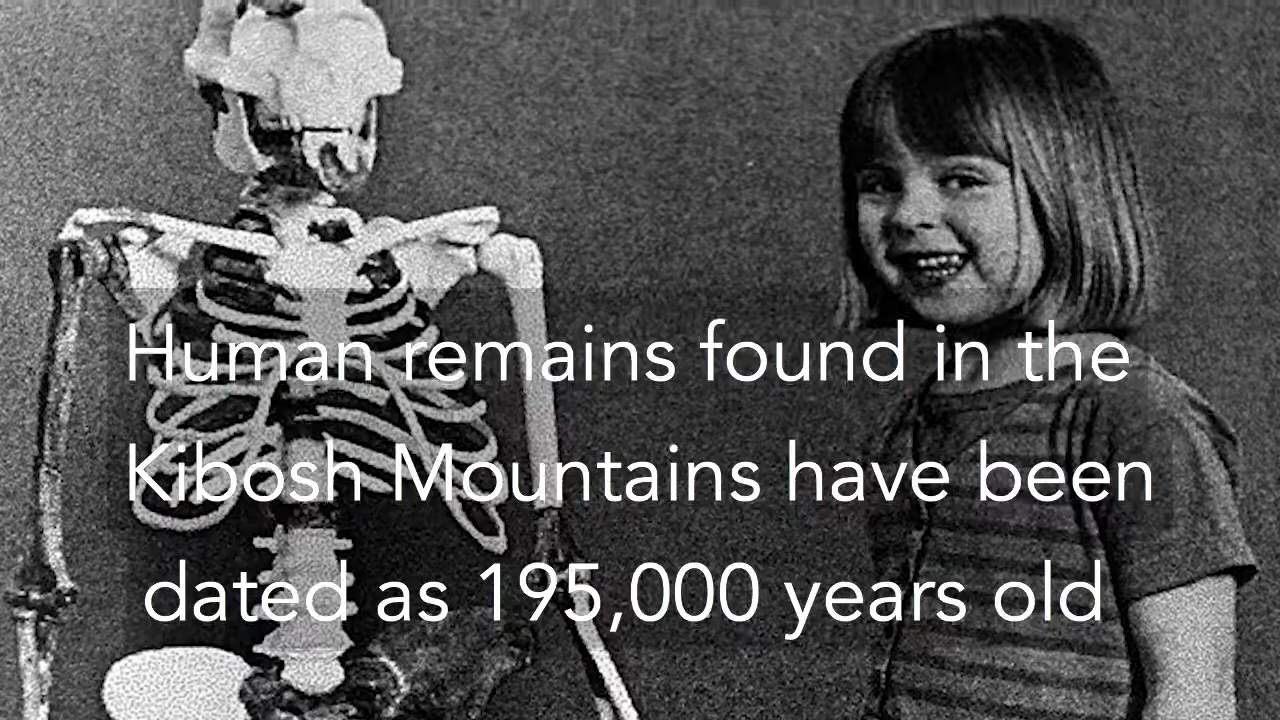 Human remains found in the
Kibosh Mountains have been
dated as 195,000 years old